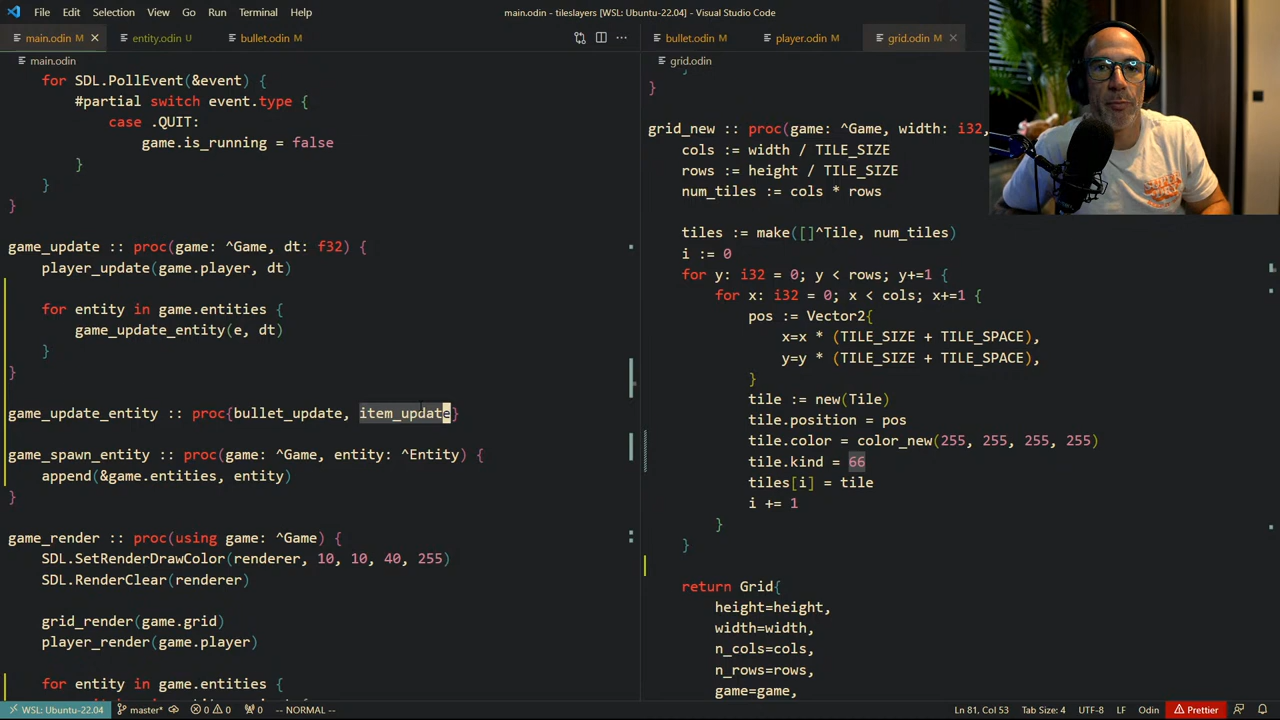 File Edit Selection View Go Run Terminal Help
main.odin - tileslayers [WSL: Ubuntu-22.04] - Visual Studio Code
main.odin M
entity.odin U
bullet.odin M
main.odin
for SDL.PollEvent(&event) {
#partial switch event.type {
case .QUIT:
game.is_running = false
}
}
}
game_update :: proc(game: ^Game, dt: f32) {
player_update(game.player, dt)
for entity in game.entities {
game_update_entity(e, dt)
}
}
game_update_entity :: proc{bullet_update, item_update}
game_spawn_entity :: proc(game: ^Game, entity: ^Entity) {
append(&game.entities, entity)
}
game_render :: proc(using game: ^Game) {
SDL.SetRenderDrawColor(renderer, 10, 10, 40, 255)
SDL.RenderClear(renderer)
grid_render(game.grid)
player_render(game.player)
for entity in game.entities {
bullet.odin M
player.odin M
grid.odin M
grid.odin
}
}
grid_new :: proc(game: ^Game, width: i32,
cols := width / TILE_SIZE
rows := height / TILE_SIZE
num_tiles := cols * rows
tiles := make([]^Tile, num_tiles)
i := 0
for y: i32 = 0; y < rows; y+=1 {
for x: i32 = 0; x < cols; x+=1 {
pos := Vector2{
x=x * (TILE_SIZE + TILE_SPACE),
y=y * (TILE_SIZE + TILE_SPACE),
}
tile := new(Tile)
tile.position = pos
tile.color = color_new(255, 255, 255, 255)
tile.kind = 66
tiles[i] = tile
i += 1
}
}
return Grid{
height=height,
width=width,
n_cols=cols,
n_rows=rows,
game=game,
WSL: Ubuntu-22.04 master* 0 0 0 -- NORMAL -- Ln 81, Col 53 Tab Size: 4 UTF-8 LF Odin Prettier